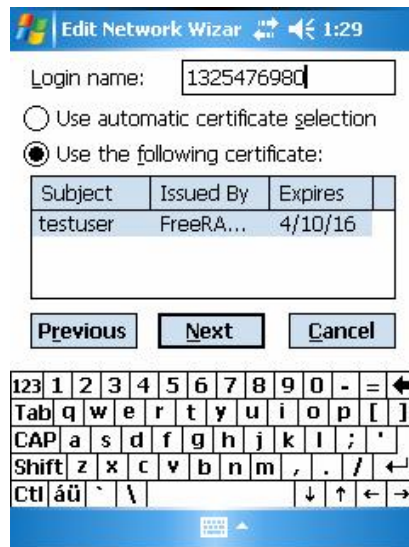 Edit Network Wizar 1:29
Login name: 1325476980
Use automatic certificate selection
Use the following certificate:
Subject Issued By Expires
testuser FreeRA... 4/10/16
Previous Next Cancel
123 1 2 3 4 5 6 7 8 9 0 - = ←
Tab q w e r t y u i o p [ ]
CAP a s d f g h j k l ; '
Shift z x c v b n m , . / ↵
Ctl áü ` \ ↓ ↑ ← →